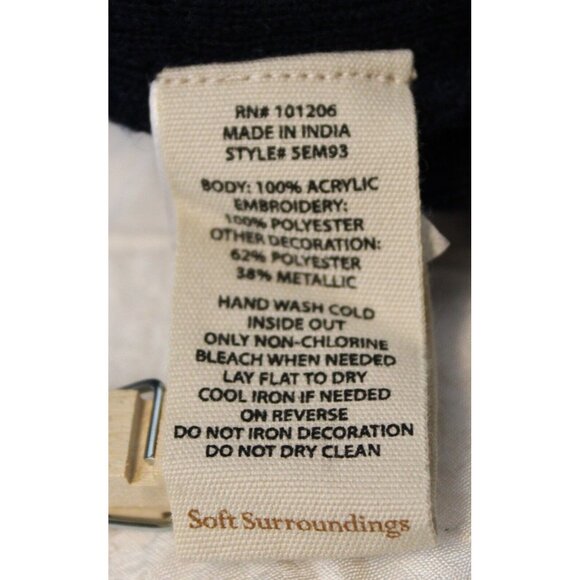 RN# 101206
MADE IN INDIA
STYLE# 5EM93
BODY: 100% ACRYLIC
EMBROIDERY:
100% POLYESTER
OTHER DECORATION:
62% POLYESTER
38% METALLIC
HAND WASH COLD
INSIDE OUT
ONLY NON-CHLORINE
BLEACH WHEN NEEDED
LAY FLAT TO DRY
COOL IRON IF NEEDED
ON REVERSE
DO NOT IRON DECORATION
DO NOT DRY CLEAN
Soft Surroundings